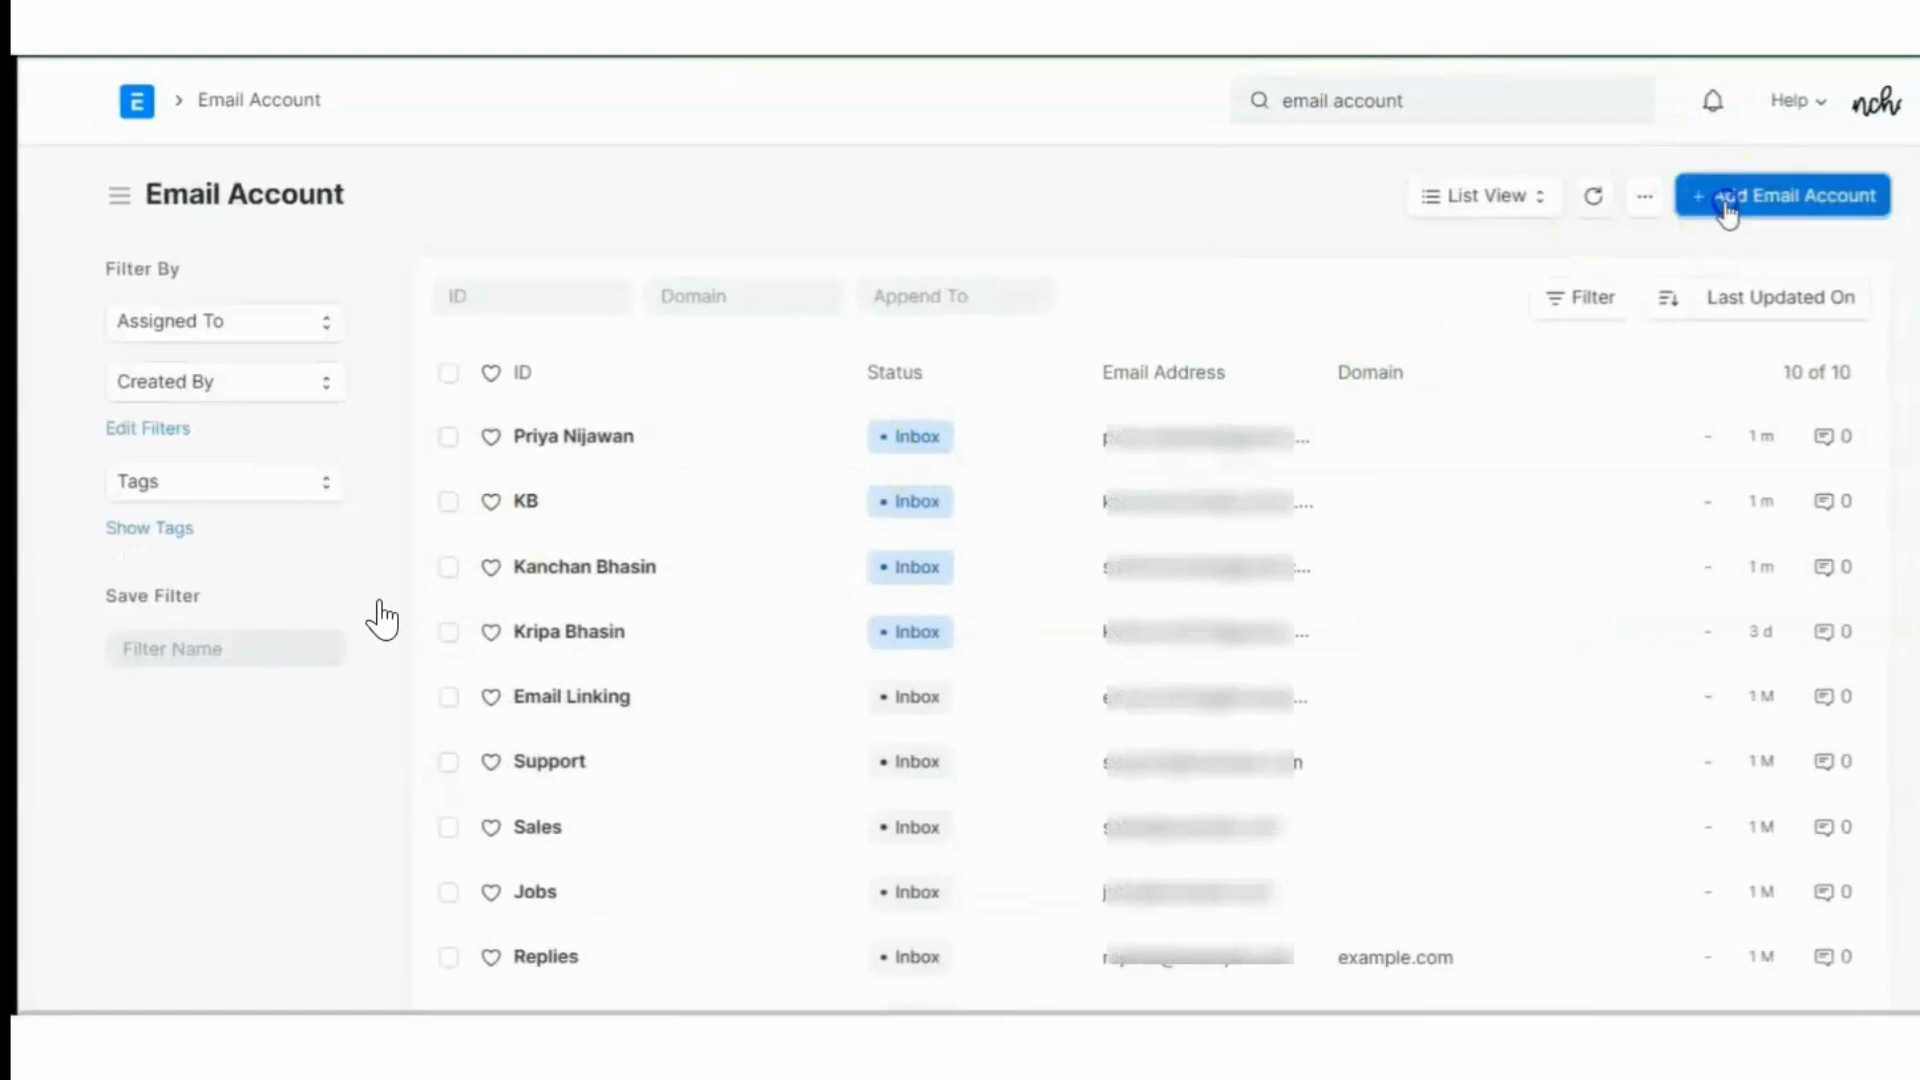 E > Email Account
email account
Help
nch
Email Account
List View
+ Add Email Account
Filter By
Assigned To
Created By
Edit Filters
Tags
Show Tags
Save Filter
Filter Name
ID Domain Append To
Filter
Last Updated On
ID Status Email Address Domain 10 of 10
Priya Nijawan • Inbox ... - 1 m 0
KB • Inbox .... - 1 m 0
Kanchan Bhasin • Inbox ... - 1 m 0
Kripa Bhasin • Inbox ... - 3 d 0
Email Linking • Inbox ... - 1 M 0
Support • Inbox - 1 M 0
Sales • Inbox - 1 M 0
Jobs • Inbox - 1 M 0
Replies • Inbox example.com - 1 M 0